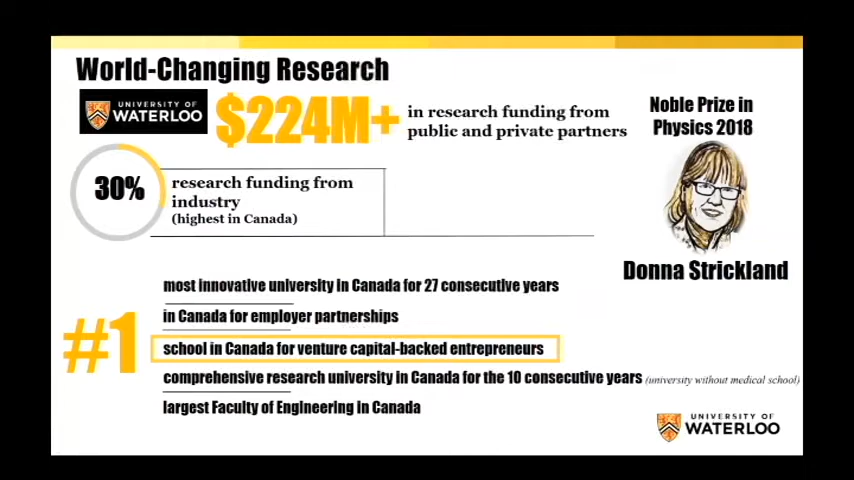 World-Changing Research
UNIVERSITY OF
WATERLOO
$224M+
in research funding from
public and private partners
Noble Prize in
Physics 2018
30%
research funding from
industry
(highest in Canada)
Donna Strickland
#1
most innovative university in Canada for 27 consecutive years
in Canada for employer partnerships
school in Canada for venture capital-backed entrepreneurs
comprehensive research university in Canada for the 10 consecutive years (university without medical school)
largest Faculty of Engineering in Canada
UNIVERSITY OF
WATERLOO